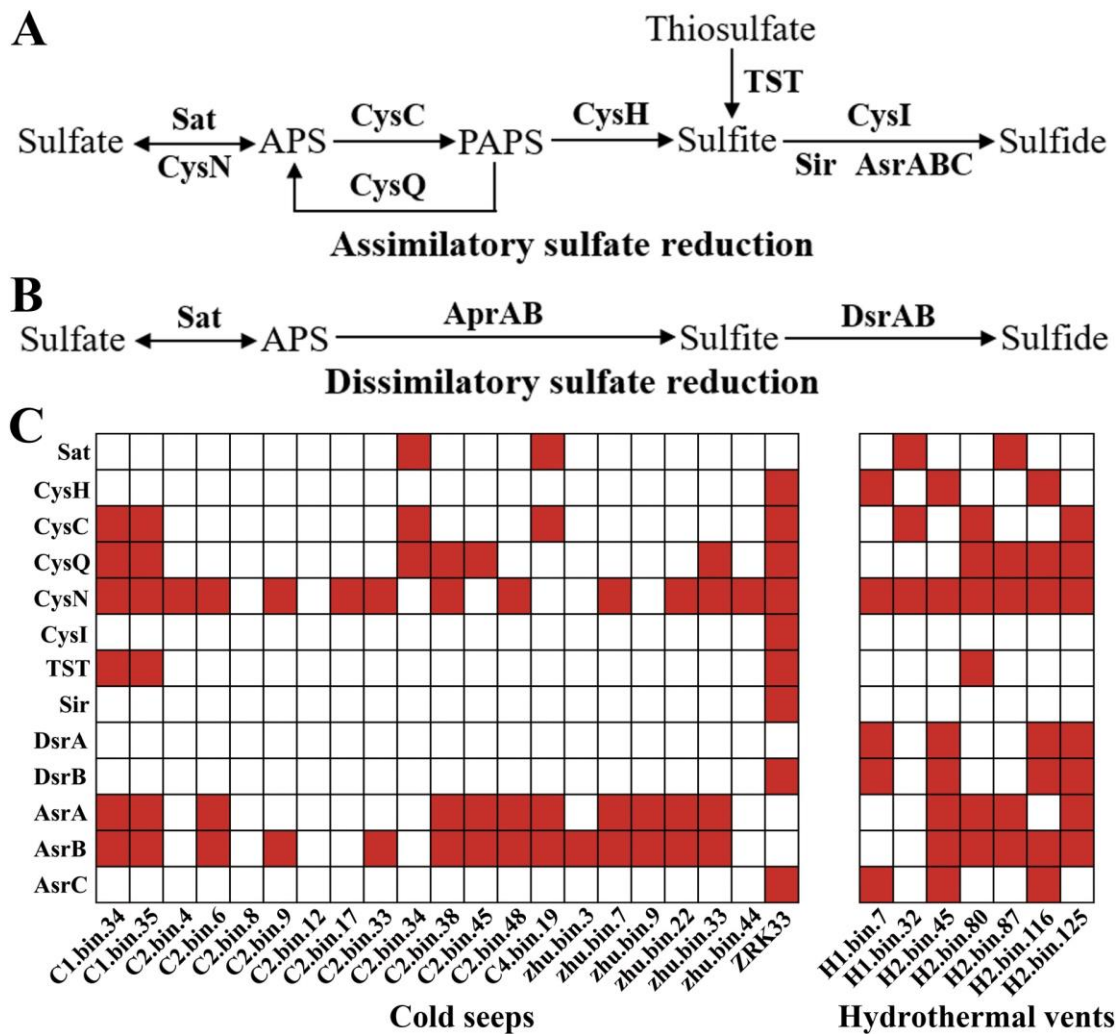 A
Thiosulfate
TST
Sulfate Sat APS CysC PAPS CysH Sulfite CysI Sulfide
CysN Sir AsrABC
CysQ
Assimilatory sulfate reduction
B
Sulfate Sat APS AprAB Sulfite DsrAB Sulfide
Dissimilatory sulfate reduction
C
Sat
CysH
CysC
CysQ
CysN
CysI
TST
Sir
DsrA
DsrB
AsrA
AsrB
AsrC
C1.bin.34
C1.bin.35
C2.bin.4
C2.bin.6
C2.bin.8
C2.bin.9
C2.bin.12
C2.bin.17
C2.bin.33
C2.bin.34
C2.bin.38
C2.bin.45
C2.bin.48
C4.bin.19
zhu.bin.3
zhu.bin.7
zhu.bin.9
zhu.bin.22
zhu.bin.33
zhu.bin.44
ZRK33
H1.bin.7
H1.bin.32
H2.bin.45
H2.bin.80
H2.bin.87
H2.bin.116
H2.bin.125
Cold seeps
Hydrothermal vents